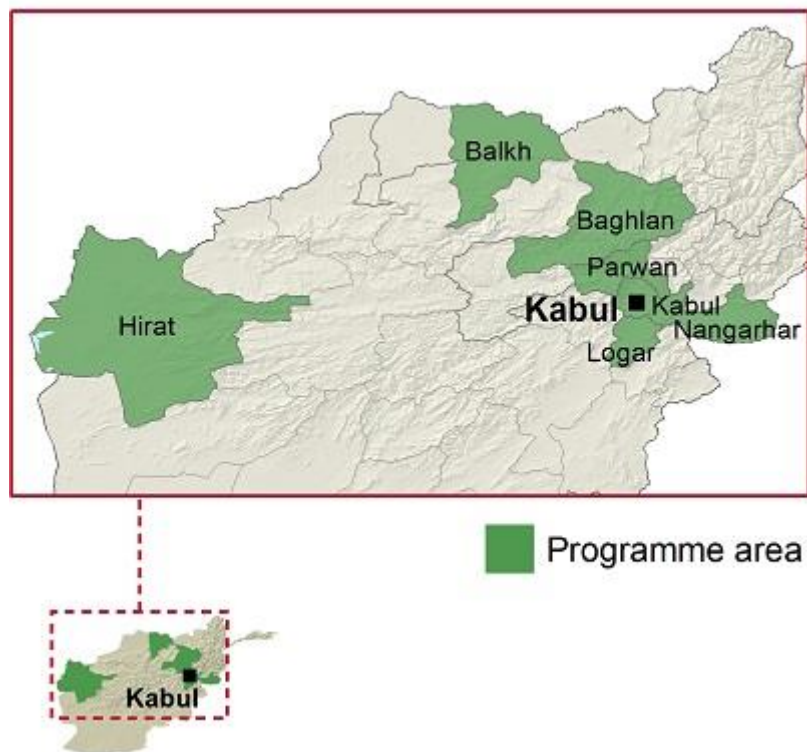 Balkh
Baghlan
Parwan
Kabul Kabul
Hirat
Nangarhar
Logar
Programme area
Kabul